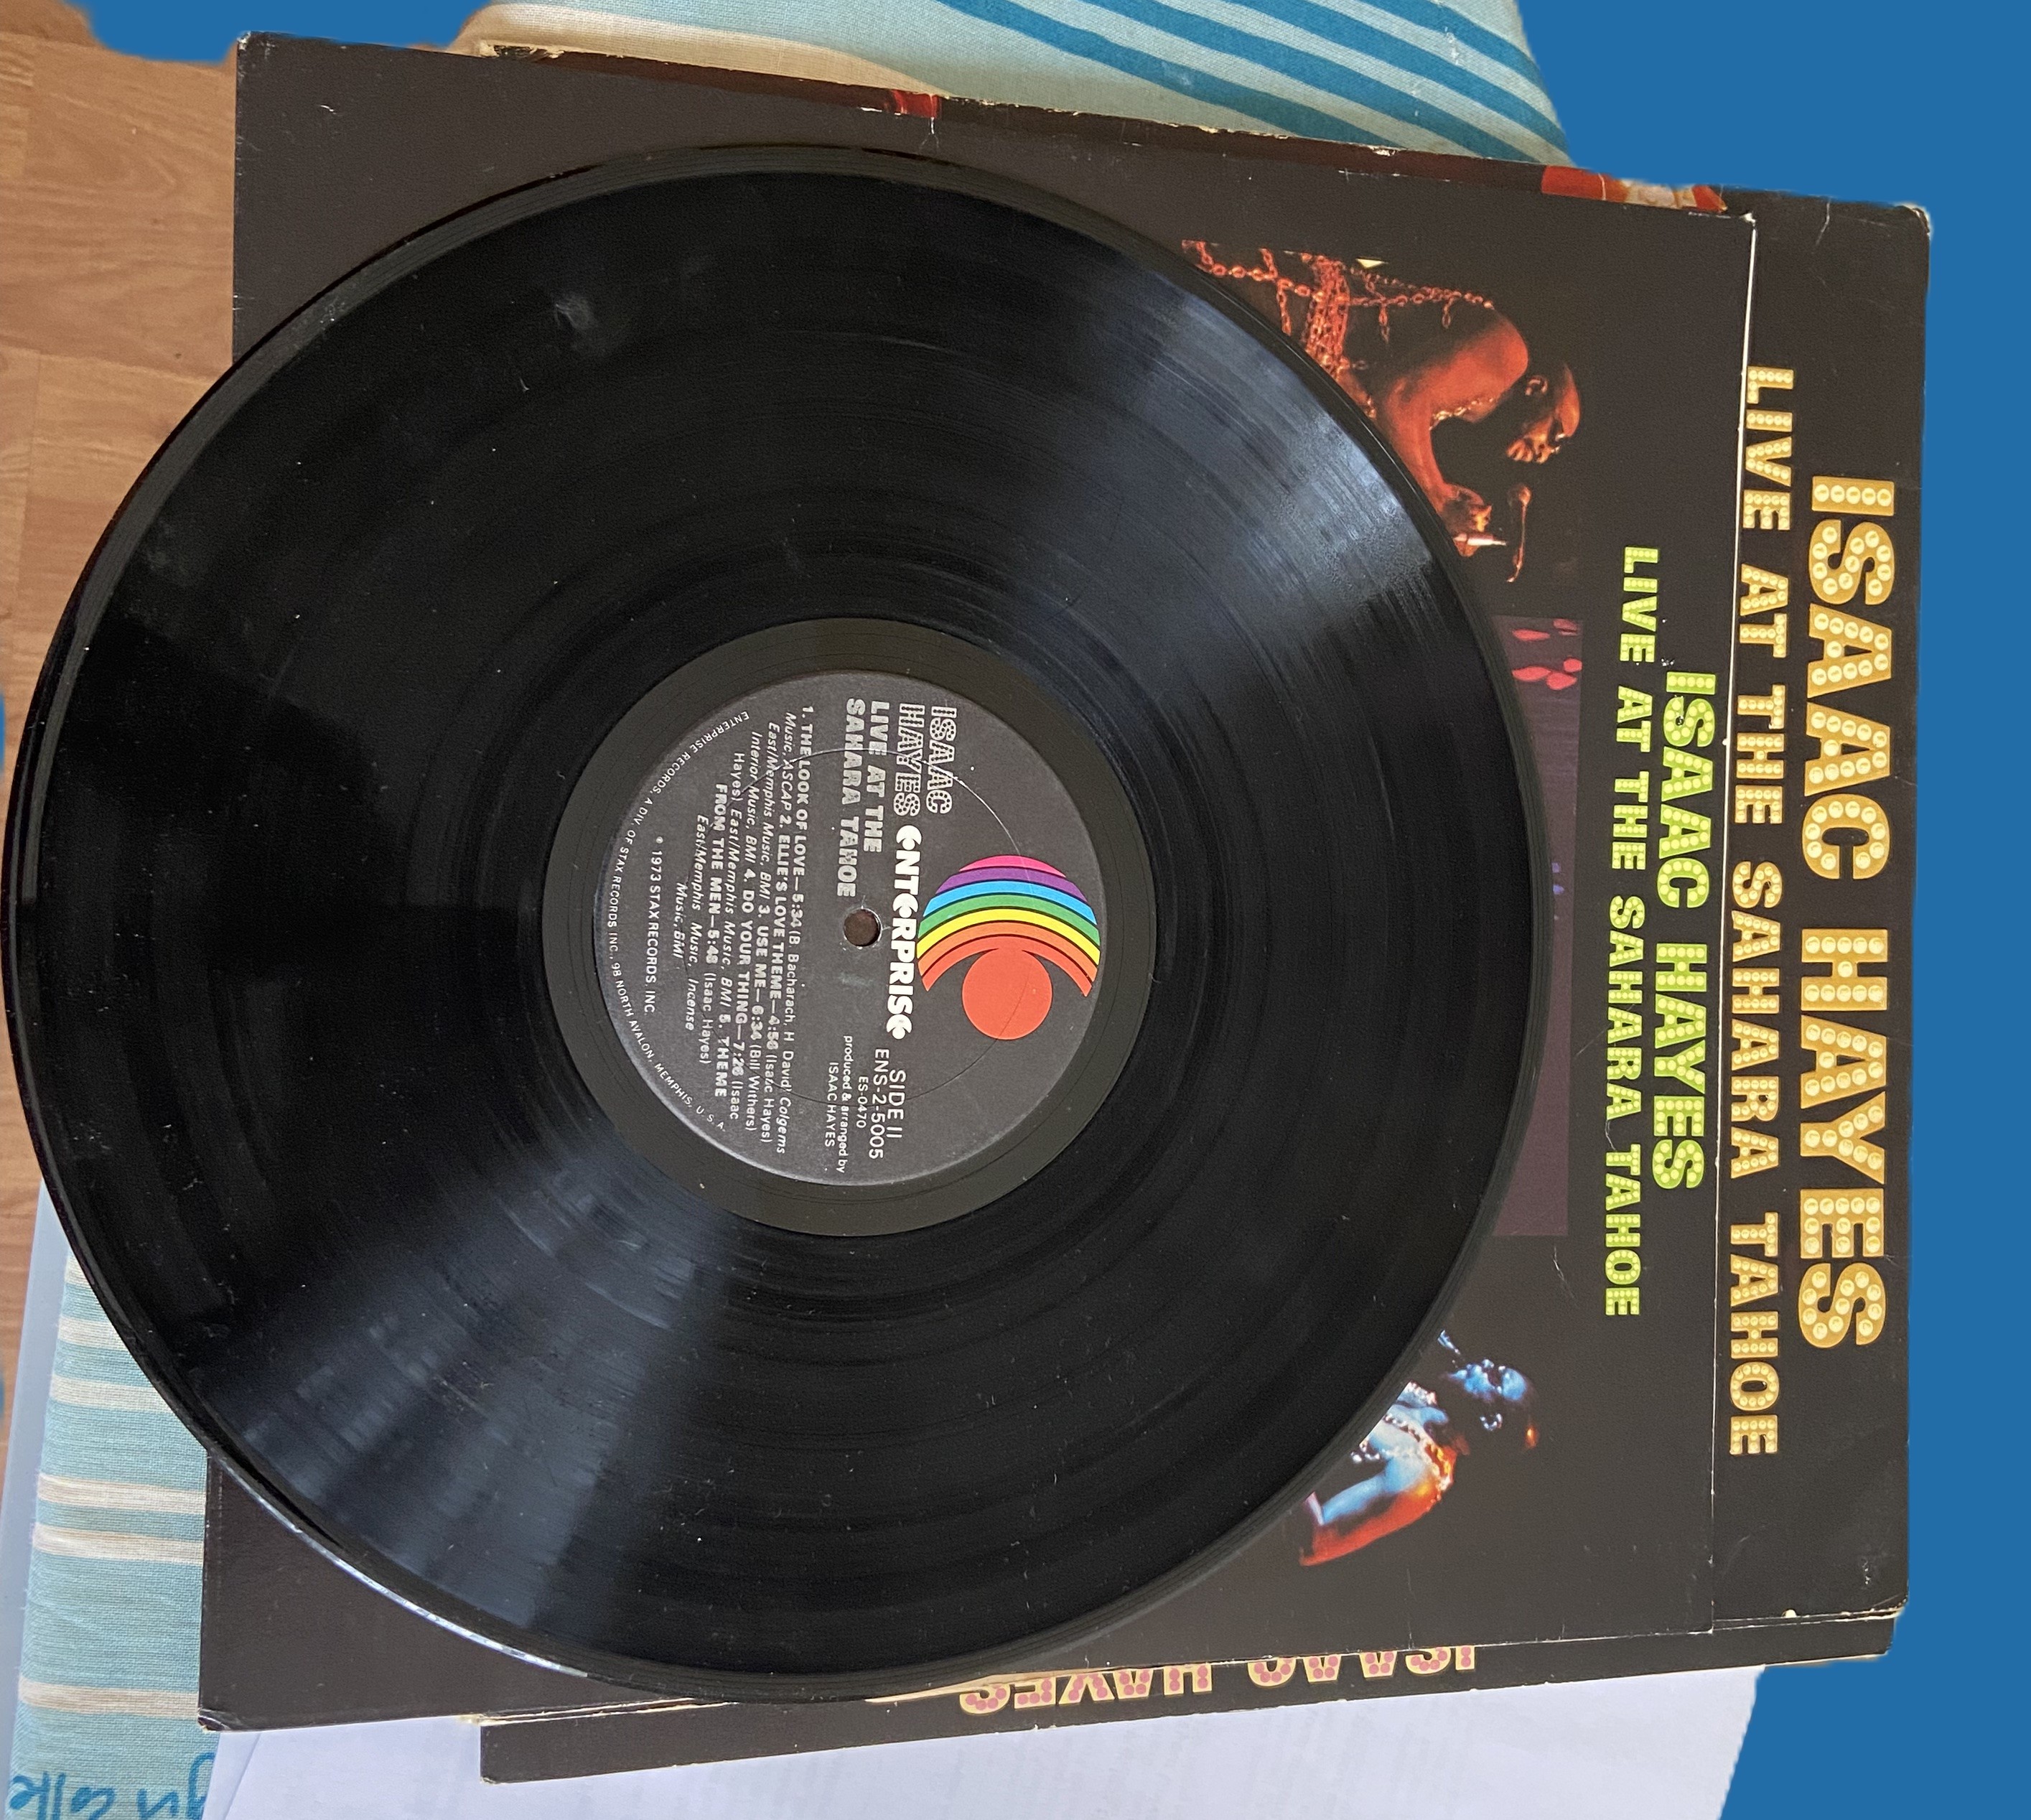 ISAAC HAYES
LIVE AT THE SAHARA TAHOE
ISAAC HAYES
LIVE AT THE SAHARA TAHOE
ISAAC
HAYES
LIVE AT THE
SAHARA TAHOE
ENTERPRISE
SIDE II
ENS-2-5005
ES-0470
produced & arranged by
ISAAC HAYES
1. THE LOOK OF LOVE—5:34 (B. Bacharach, H. David) Colgems
Music, ASCAP 2. ELLIE'S LOVE THEME—4:56 (Isaac Hayes)
East/Memphis Music, BMI 3. USE ME—6:34 (Bill Withers)
Interior Music, BMI 4. DO YOUR THING—7:26 (Isaac
Hayes) East/Memphis Music, BMI 5. THEME
FROM THE MEN—5:48 (Isaac Hayes)
East/Memphis Music, Incense
Music, BMI
℗ 1973 STAX RECORDS INC.
ENTERPRISE RECORDS, A DIV. OF STAX RECORDS INC., 98 NORTH AVALON, MEMPHIS, U.S.A.
ISAAC HAYES